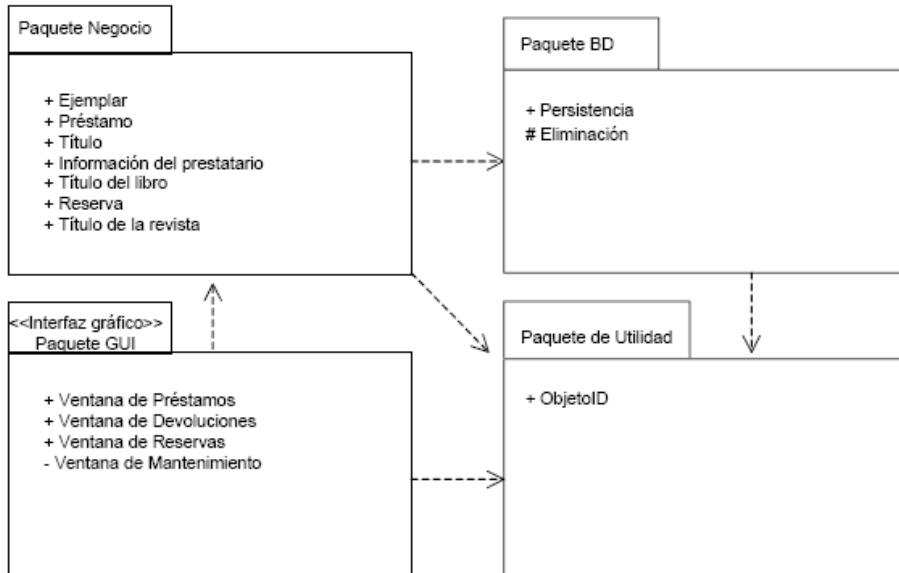 Paquete Negocio
+ Ejemplar
+ Préstamo
+ Título
+ Información del prestatario
+ Título del libro
+ Reserva
+ Título de la revista
Paquete BD
+ Persistencia
# Eliminación
<<Interfaz gráfico>>
Paquete GUI
+ Ventana de Préstamos
+ Ventana de Devoluciones
+ Ventana de Reservas
- Ventana de Mantenimiento
Paquete de Utilidad
+ ObjetoID